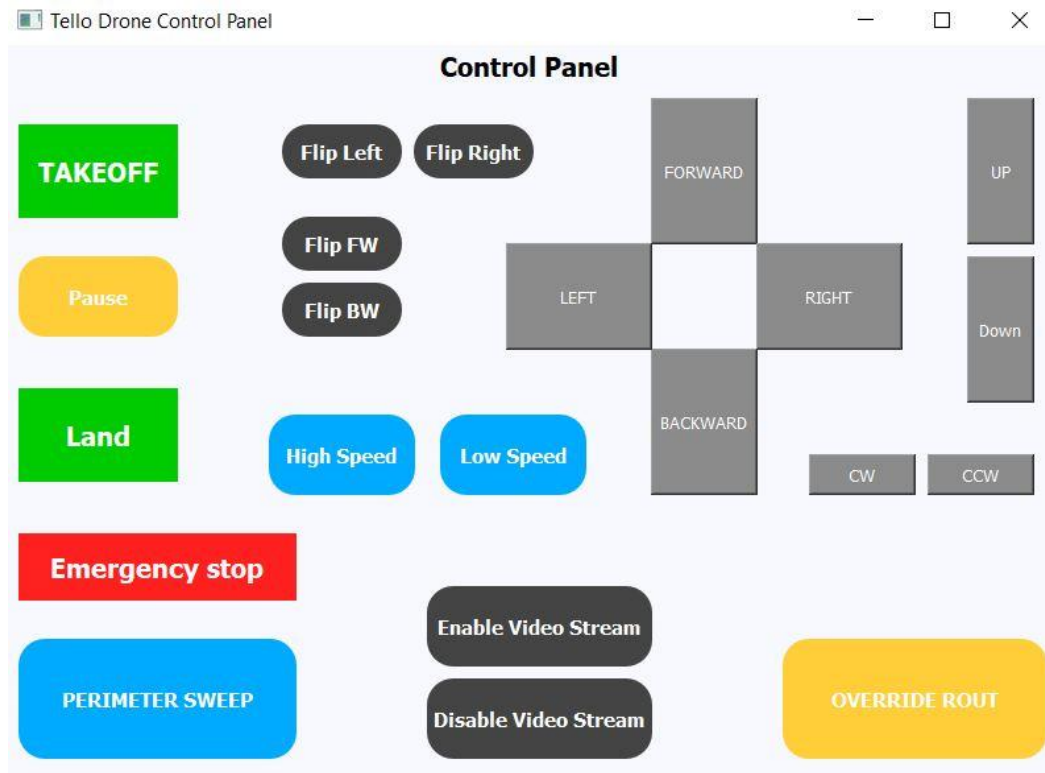 Tello Drone Control Panel
Control Panel
TAKEOFF
Flip Left
Flip Right
FORWARD
UP
Flip FW
Pause
Flip BW
LEFT
RIGHT
Down
Land
High Speed
Low Speed
BACKWARD
CW
CCW
Emergency stop
Enable Video Stream
PERIMETER SWEEP
Disable Video Stream
OVERRIDE ROUT